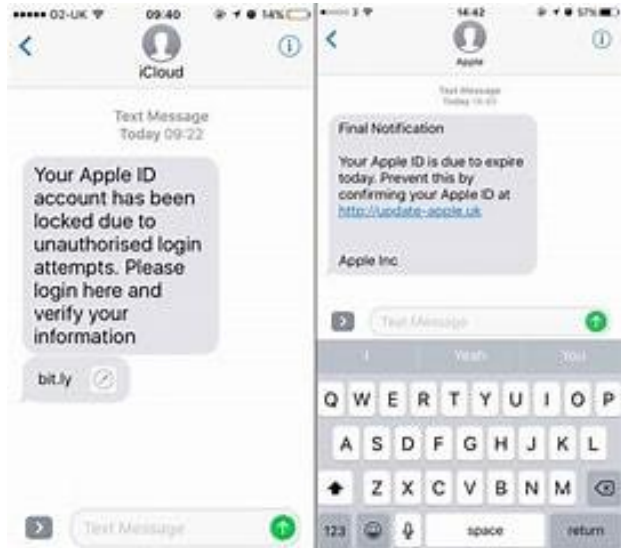 O2-UK
09:40
14%
iCloud
Text Message
Today 09:22
Your Apple ID
account has been
locked due to
unauthorised login
attempts. Please
login here and
verify your
information
bit.ly
Text Message
3
14:42
57%
Apple
Text Message
Today
Final Notification
Your Apple ID is due to expire
today. Prevent this by
confirming your Apple ID at
http://update-apple.uk
Apple Inc
Text Message
I Yeah You
Q W E R T Y U I O P
A S D F G H J K L
Z X C V B N M
123 space return